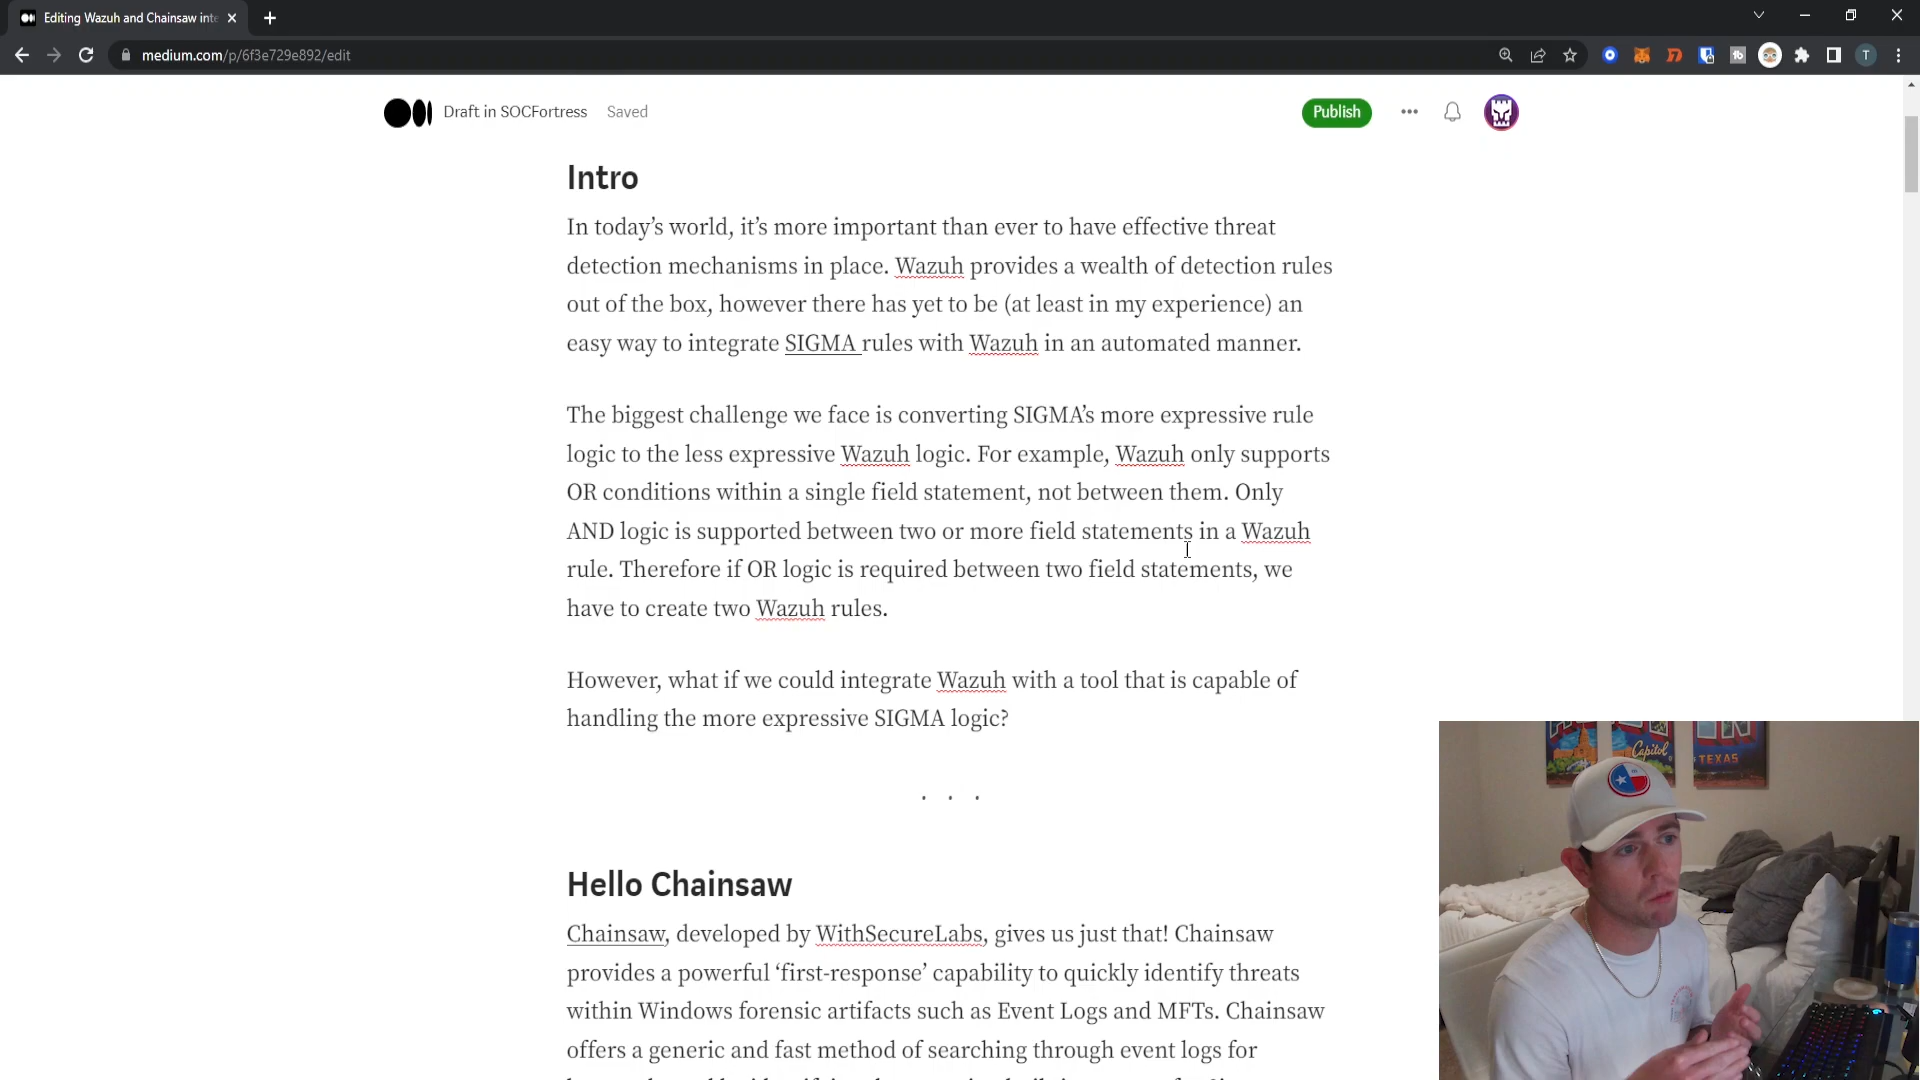 Editing Wazuh and Chainsaw inte
medium.com/p/6f3e729e892/edit
T
Draft in SOCFortress
Saved
Publish
Intro
In today’s world, it’s more important than ever to have effective threat
detection mechanisms in place. Wazuh provides a wealth of detection rules
out of the box, however there has yet to be (at least in my experience) an
easy way to integrate SIGMA rules with Wazuh in an automated manner.
The biggest challenge we face is converting SIGMA’s more expressive rule
logic to the less expressive Wazuh logic. For example, Wazuh only supports
OR conditions within a single field statement, not between them. Only
AND logic is supported between two or more field statements in a Wazuh
rule. Therefore if OR logic is required between two field statements, we
have to create two Wazuh rules.
However, what if we could integrate Wazuh with a tool that is capable of
handling the more expressive SIGMA logic?
. . .
Hello Chainsaw
Chainsaw, developed by WithSecureLabs, gives us just that! Chainsaw
provides a powerful ‘first-response’ capability to quickly identify threats
within Windows forensic artifacts such as Event Logs and MFTs. Chainsaw
offers a generic and fast method of searching through event logs for
Capitol
TEXAS